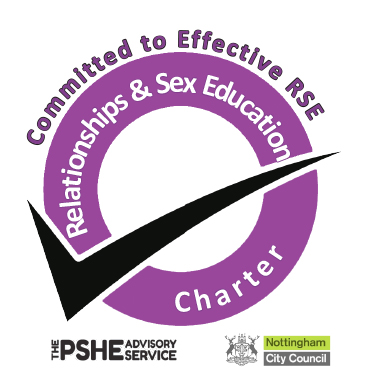 Committed to Effective RSE
Relationships & Sex Education
Charter
THE PSHE ADVISORY SERVICE
Nottingham
City Council